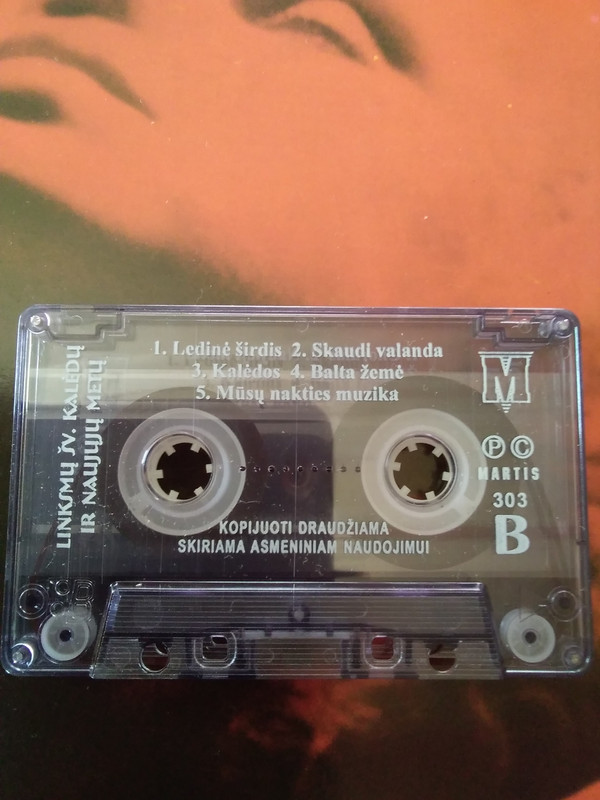 1. Ledinė širdis 2. Skaudi valanda
3. Kalėdos 4. Balta žemė
5. Mūsų nakties muzika
LINKSMŲ ŠV. KALĖDŲ
IR NAUJŲJŲ METŲ
M
Ⓟ ©
MARTIS
303
B
KOPIJUOTI DRAUDŽIAMA
SKIRIAMA ASMENINIAM NAUDOJIMUI